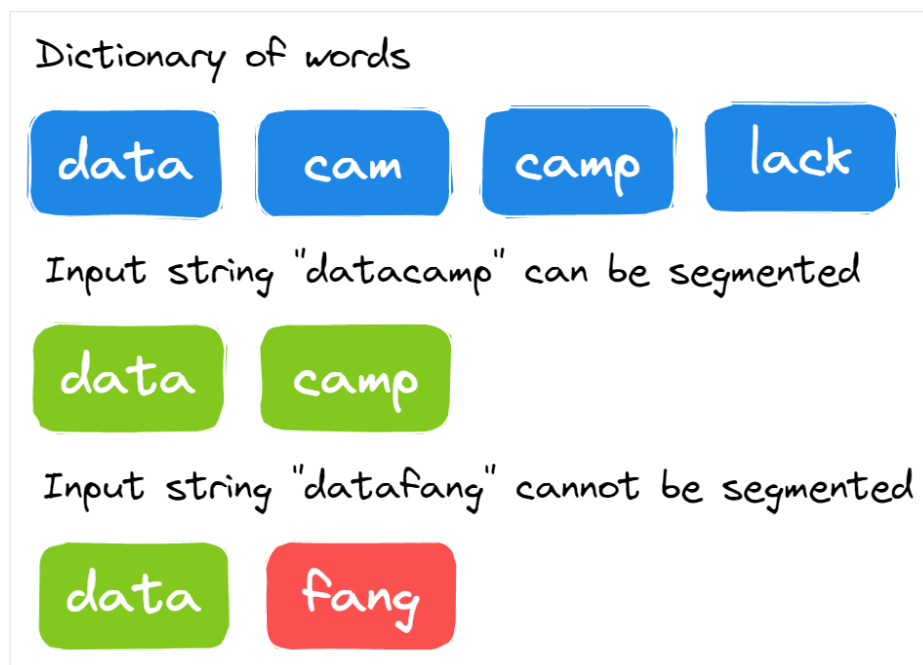 Dictionary of words
data cam camp lack
Input string "datacamp" can be segmented
data camp
Input string "datafang" cannot be segmented
data fang